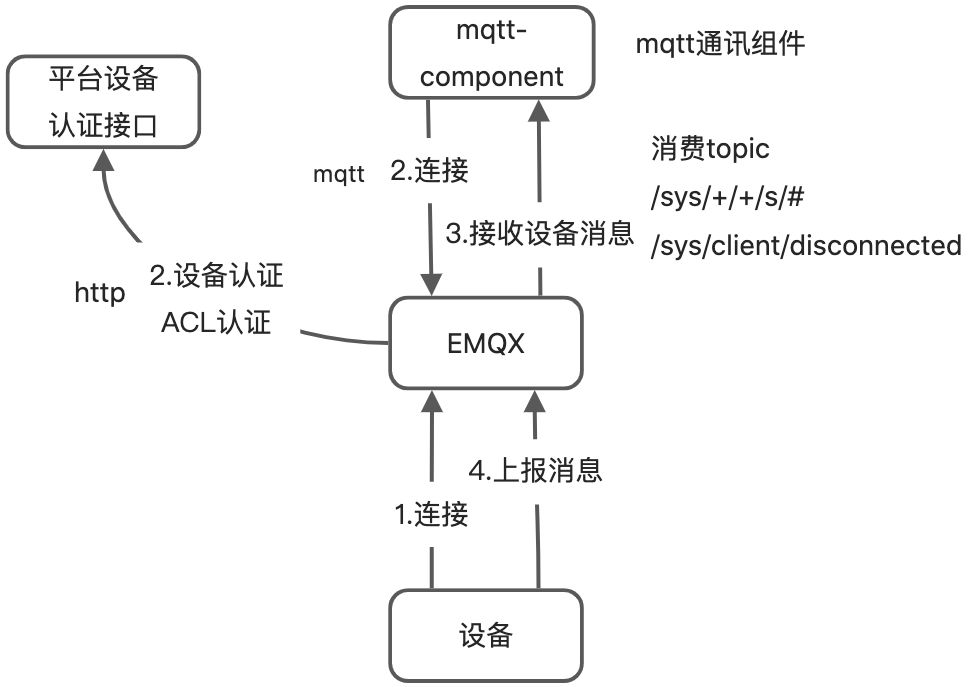 mqtt-
component
mqtt通讯组件
平台设备
认证接口
消费topic
/sys/+/+/s/#
/sys/client/disconnected
mqtt
2.连接
3.接收设备消息
http
2.设备认证
ACL认证
EMQX
4.上报消息
1.连接
设备